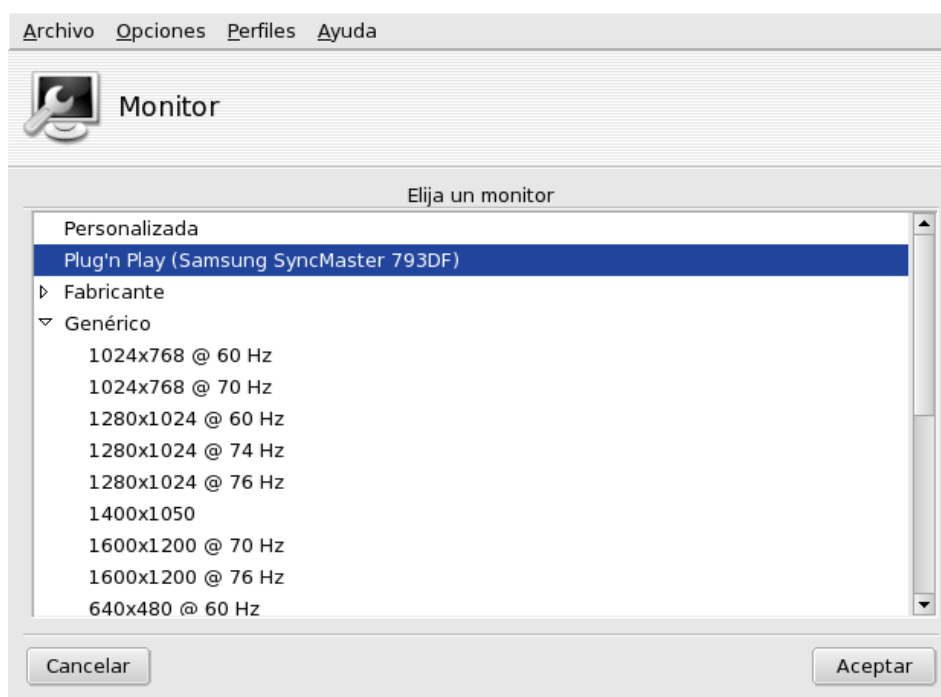 Archivo Opciones Perfiles Ayuda
Monitor
Elija un monitor
Personalizada
Plug'n Play (Samsung SyncMaster 793DF)
Fabricante
Genérico
1024x768 @ 60 Hz
1024x768 @ 70 Hz
1280x1024 @ 60 Hz
1280x1024 @ 74 Hz
1280x1024 @ 76 Hz
1400x1050
1600x1200 @ 70 Hz
1600x1200 @ 76 Hz
640x480 @ 60 Hz
Cancelar Aceptar